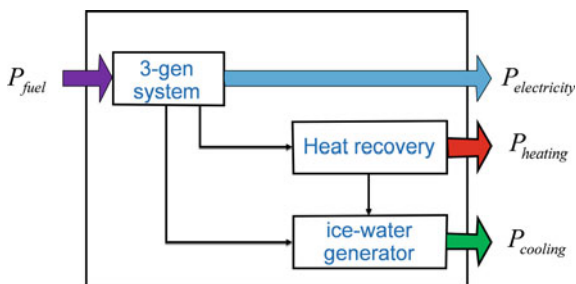 P_fuel
3-gen
system
P_electricity
Heat recovery
P_heating
ice-water
generator
P_cooling